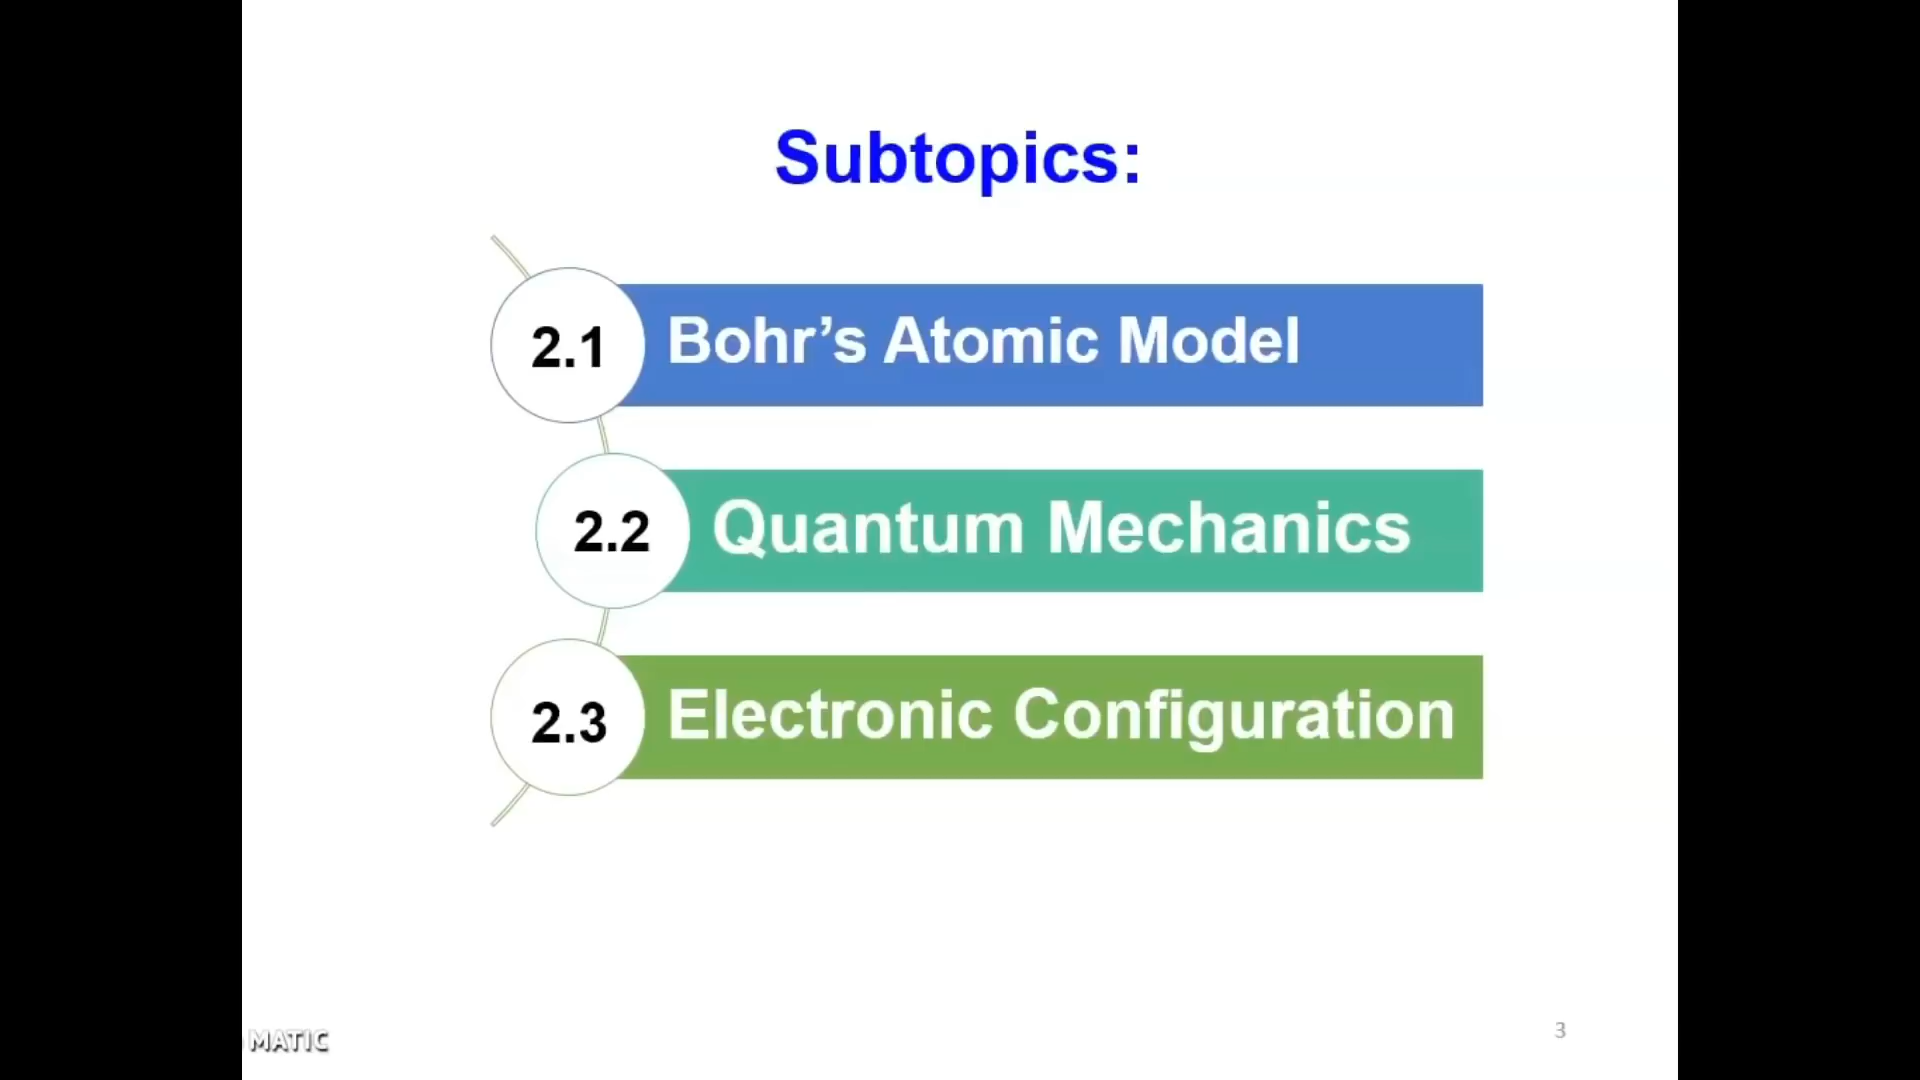 Subtopics:
2.1 Bohr’s Atomic Model
2.2 Quantum Mechanics
2.3 Electronic Configuration
MATIC
3